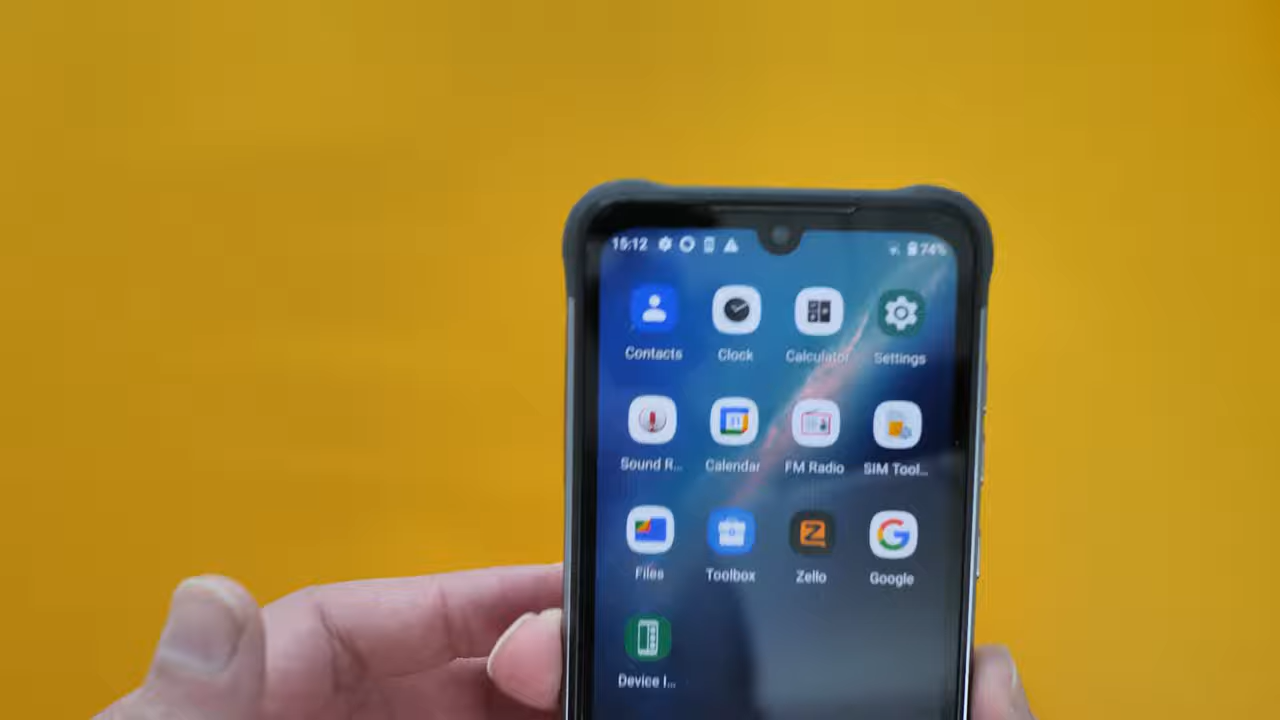 15:12 74%
Contacts Clock Calculator Settings
Sound R... Calendar FM Radio SIM Tool...
Files Toolbox Zello Google
Device I...